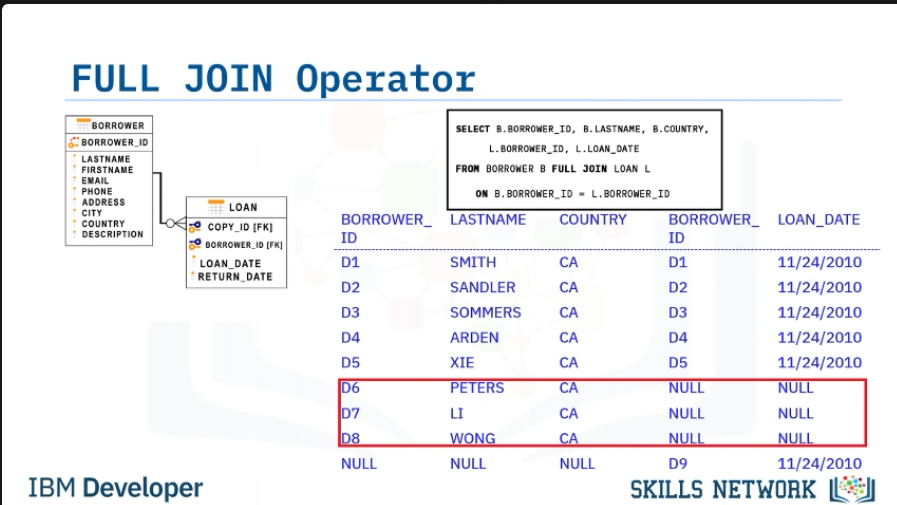 FULL JOIN Operator
BORROWER
BORROWER_ID
LASTNAME
FIRSTNAME
EMAIL
PHONE
ADDRESS
CITY
COUNTRY
DESCRIPTION
LOAN
COPY_ID [FK]
BORROWER_ID [FK]
LOAN_DATE
RETURN_DATE
SELECT B.BORROWER_ID, B.LASTNAME, B.COUNTRY,
L.BORROWER_ID, L.LOAN_DATE
FROM BORROWER B FULL JOIN LOAN L
ON B.BORROWER_ID = L.BORROWER_ID
BORROWER_ LASTNAME COUNTRY BORROWER_ LOAN_DATE
ID ID
D1 SMITH CA D1 11/24/2010
D2 SANDLER CA D2 11/24/2010
D3 SOMMERS CA D3 11/24/2010
D4 ARDEN CA D4 11/24/2010
D5 XIE CA D5 11/24/2010
D6 PETERS CA NULL NULL
D7 LI CA NULL NULL
D8 WONG CA NULL NULL
NULL NULL NULL D9 11/24/2010
IBM Developer
SKILLS NETWORK